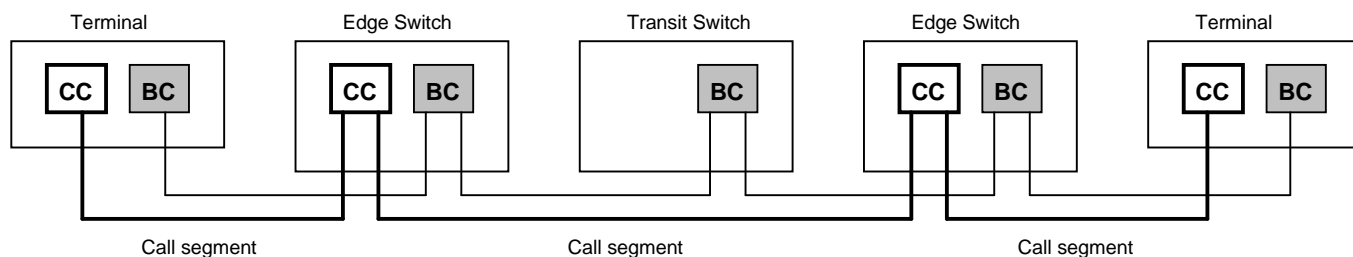 Terminal Edge Switch Transit Switch Edge Switch Terminal
CC BC CC BC BC CC BC CC BC
Call segment Call segment Call segment